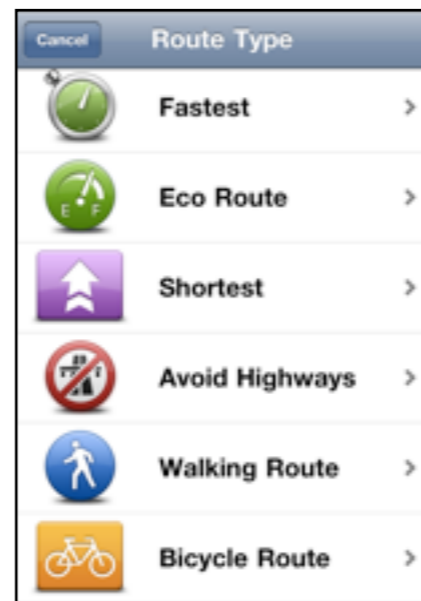 Cancel
Route Type
Fastest
E F
Eco Route
Shortest
Avoid Highways
Walking Route
Bicycle Route